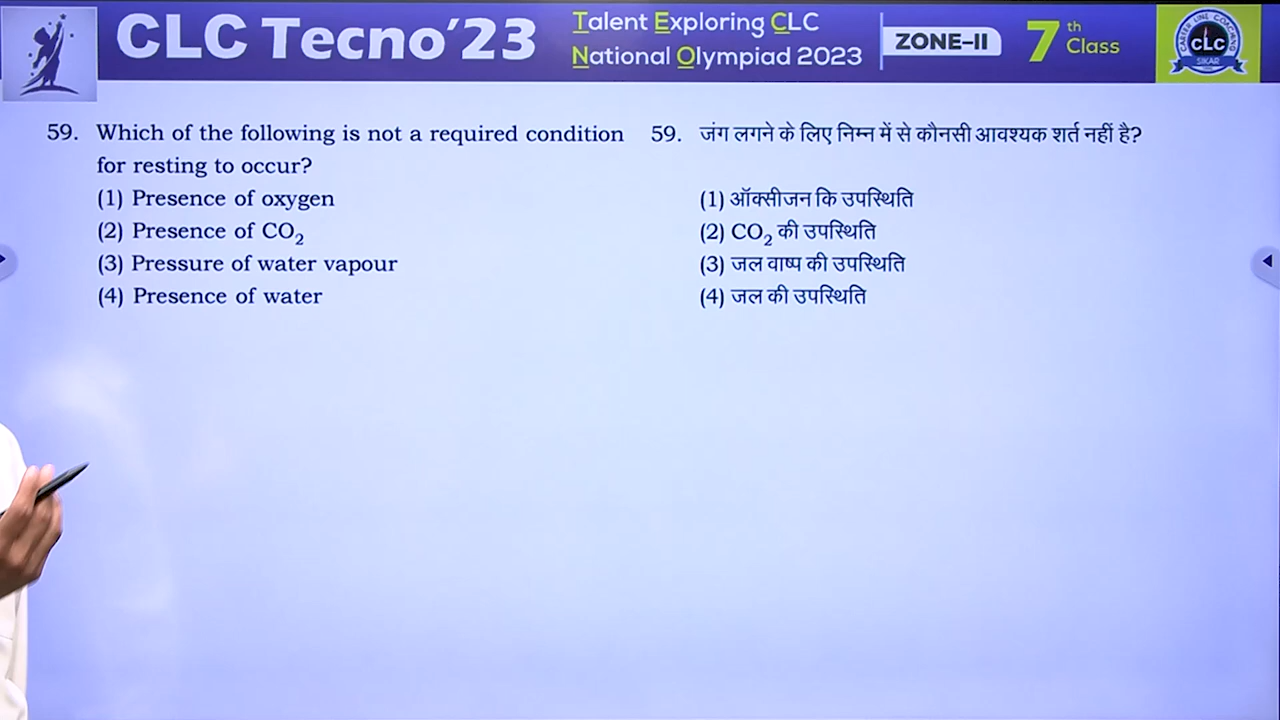 CLC Tecno'23
Talent Exploring CLC
National Olympiad 2023
ZONE-II
7th Class
CAREER LINE COACHING
CLC
SIKAR
59. Which of the following is not a required condition
for resting to occur?
(1) Presence of oxygen
(2) Presence of CO₂
(3) Pressure of water vapour
(4) Presence of water
59. जंग लगने के लिए निम्न में से कौनसी आवश्यक शर्त नहीं है?
(1) ऑक्सीजन कि उपस्थिति
(2) CO₂ की उपस्थिति
(3) जल वाष्प की उपस्थिति
(4) जल की उपस्थिति